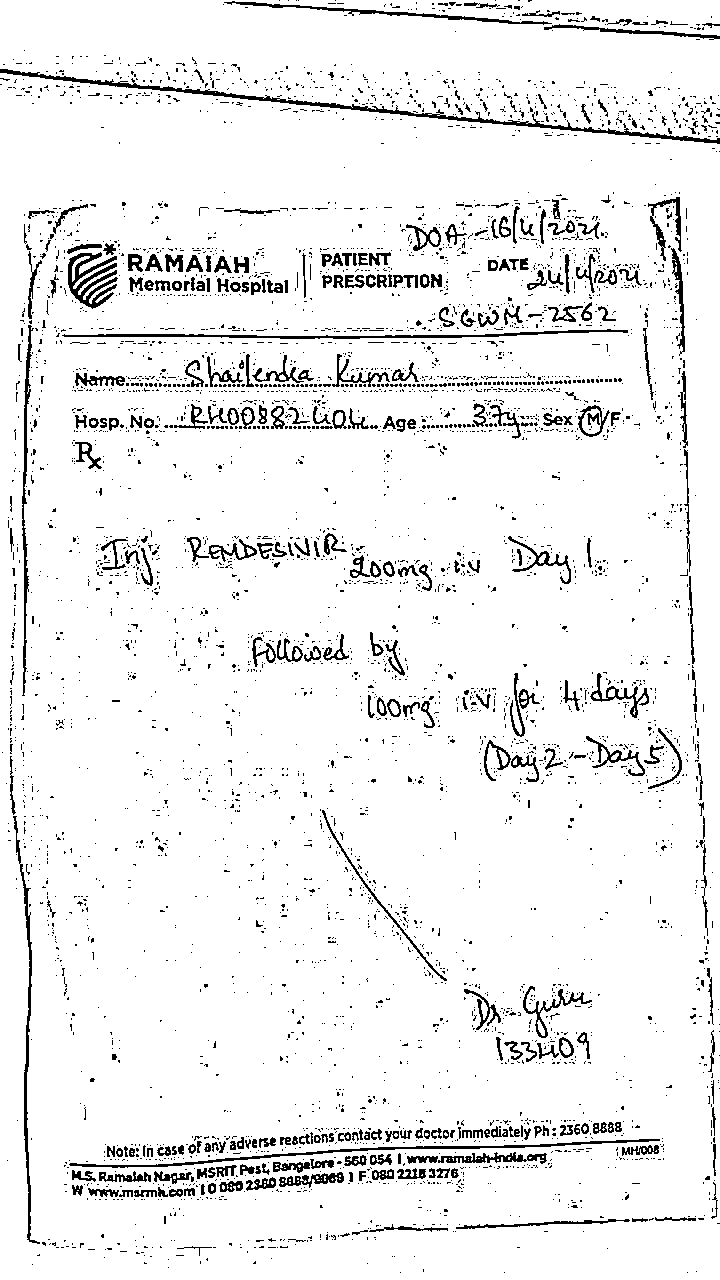 DOA - 16/4/2021
RAMAIAH
Memorial Hospital
PATIENT
PRESCRIPTION
DATE 24/4/2021
SGWM - 2562
Name Shailendra Kumar
Hosp. No. RH00882404 Age : 37y Sex M/F
Rx
Inj REMDESIVIR 200mg iv Day 1
Followed by
100mg i.v for 4 days
(Day 2 - Day 5)
Dr Guru
133409
Note: In case of any adverse reactions contact your doctor immediately Ph : 2360 8888
M.S. Ramaiah Nagar, MSRIT Post, Bangalore - 560 054 | www.ramaiah-india.org
MH/008
W www.msrmh.com | O 080 2360 8888/9069 | F 080 2218 3276